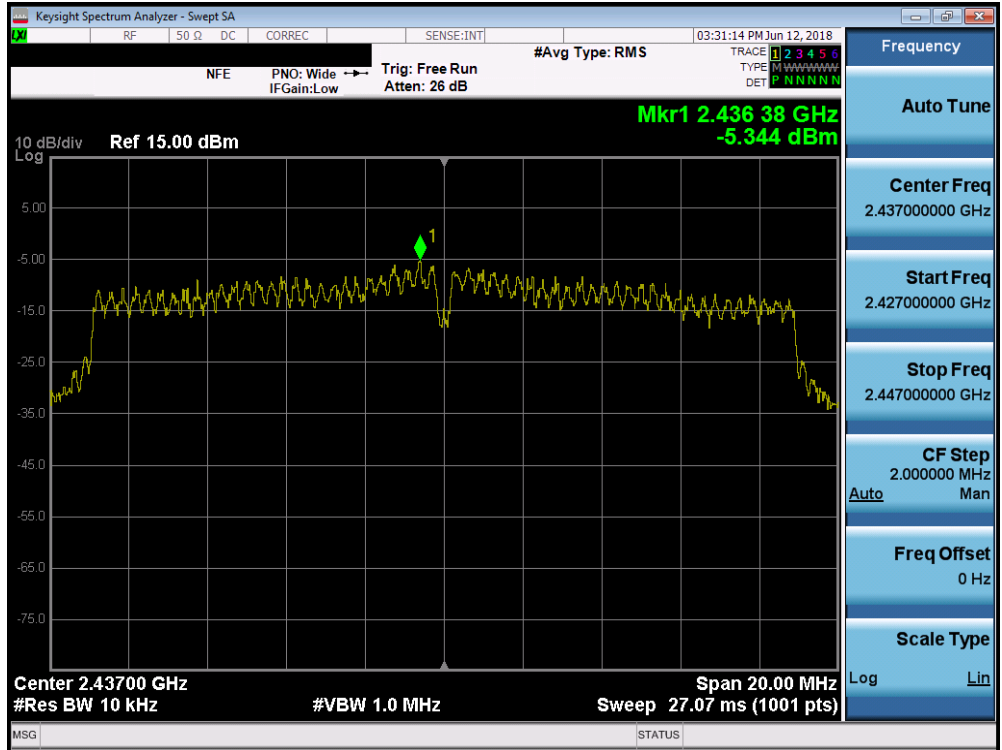 Keysight Spectrum Analyzer - Swept SA
LXI RF 50 Ω DC CORREC SENSE:INT 03:31:14 PM Jun 12, 2018
NFE PNO: Wide IFGain:Low
Trig: Free Run
Atten: 26 dB
#Avg Type: RMS
TRACE 1 2 3 4 5 6
TYPE M WWWWW
DET P N N N N N
Mkr1 2.436 38 GHz
-5.344 dBm
10 dB/div Ref 15.00 dBm
Log
1
5.00
-5.00
-15.0
-25.0
-35.0
-45.0
-55.0
-65.0
-75.0
Center 2.43700 GHz Span 20.00 MHz
#Res BW 10 kHz #VBW 1.0 MHz Sweep 27.07 ms (1001 pts)
MSG STATUS
Frequency
Auto Tune
Center Freq
2.437000000 GHz
Start Freq
2.427000000 GHz
Stop Freq
2.447000000 GHz
CF Step
2.000000 MHz
Auto Man
Freq Offset
0 Hz
Scale Type
Log Lin